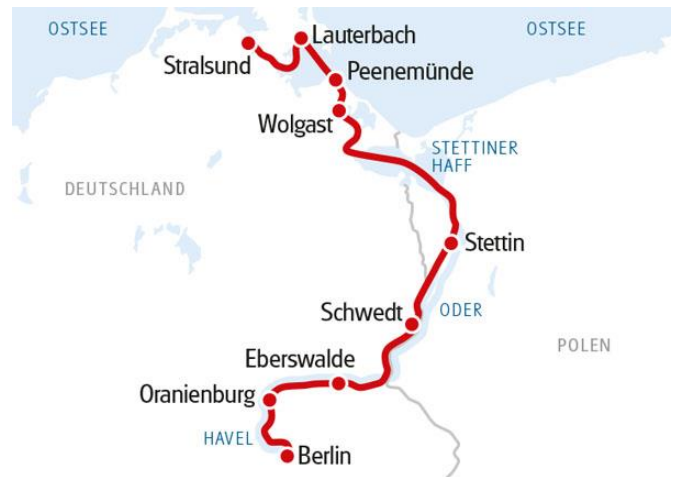 OSTSEE
OSTSEE
Lauterbach
Stralsund
Peenemünde
Wolgast
STETTINER
HAFF
DEUTSCHLAND
Stettin
Schwedt
ODER
POLEN
Eberswalde
Oranienburg
HAVEL
Berlin